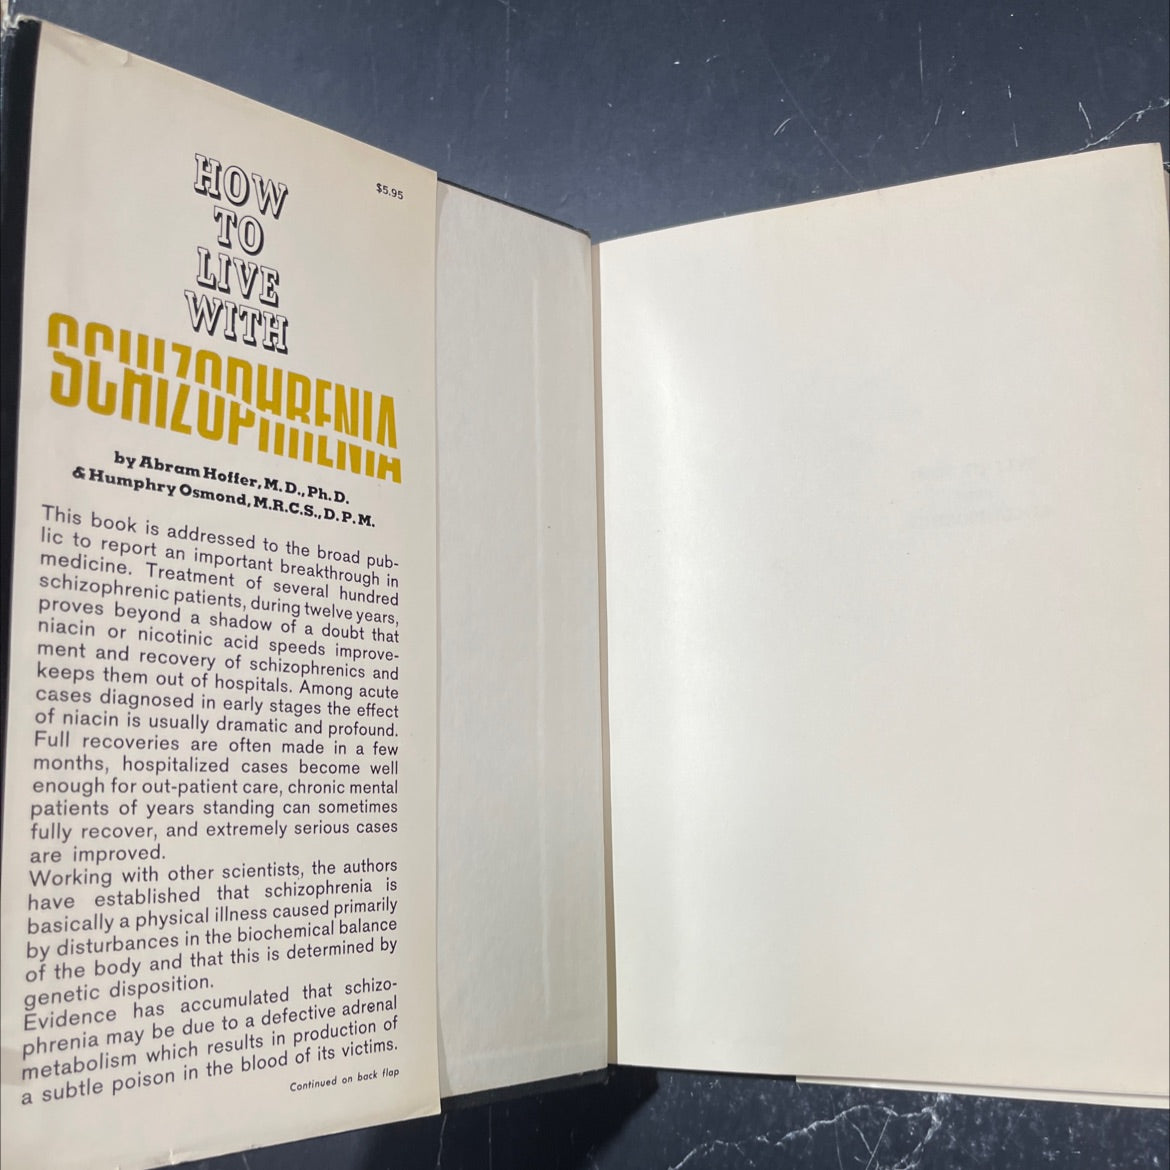 $5.95
HOW
TO
LIVE
WITH
SCHIZOPHRENIA
by Abram Hoffer, M.D., Ph.D.
& Humphry Osmond, M.R.C.S., D.P.M.
This book is addressed to the broad pub-
lic to report an important breakthrough in
medicine. Treatment of several hundred
schizophrenic patients, during twelve years,
proves beyond a shadow of a doubt that
niacin or nicotinic acid speeds improve-
ment and recovery of schizophrenics and
keeps them out of hospitals. Among acute
cases diagnosed in early stages the effect
of niacin is usually dramatic and profound.
Full recoveries are often made in a few
months, hospitalized cases become well
enough for out-patient care, chronic mental
patients of years standing can sometimes
fully recover, and extremely serious cases
are improved.
Working with other scientists, the authors
have established that schizophrenia is
basically a physical illness caused primarily
by disturbances in the biochemical balance
of the body and that this is determined by
genetic disposition.
Evidence has accumulated that schizo-
phrenia may be due to a defective adrenal
metabolism which results in production of
a subtle poison in the blood of its victims.
Continued on back flap